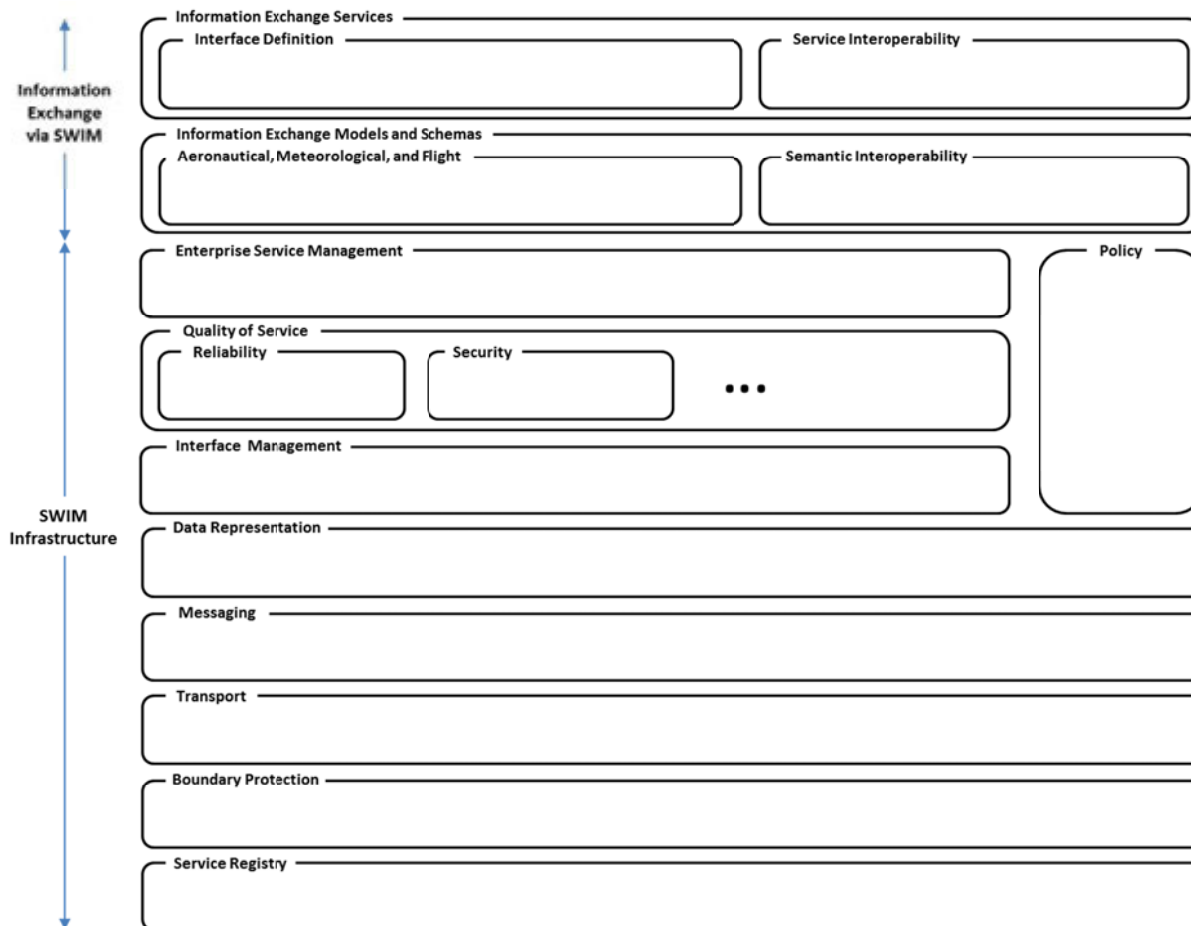 Information Exchange Services
Interface Definition
Service Interoperability
Information
Exchange
via SWIM
Information Exchange Models and Schemas
Aeronautical, Meteorological, and Flight
Semantic Interoperability
Enterprise Service Management
Policy
Quality of Service
Reliability
Security
...
Interface Management
SWIM
Infrastructure
Data Representation
Messaging
Transport
Boundary Protection
Service Registry